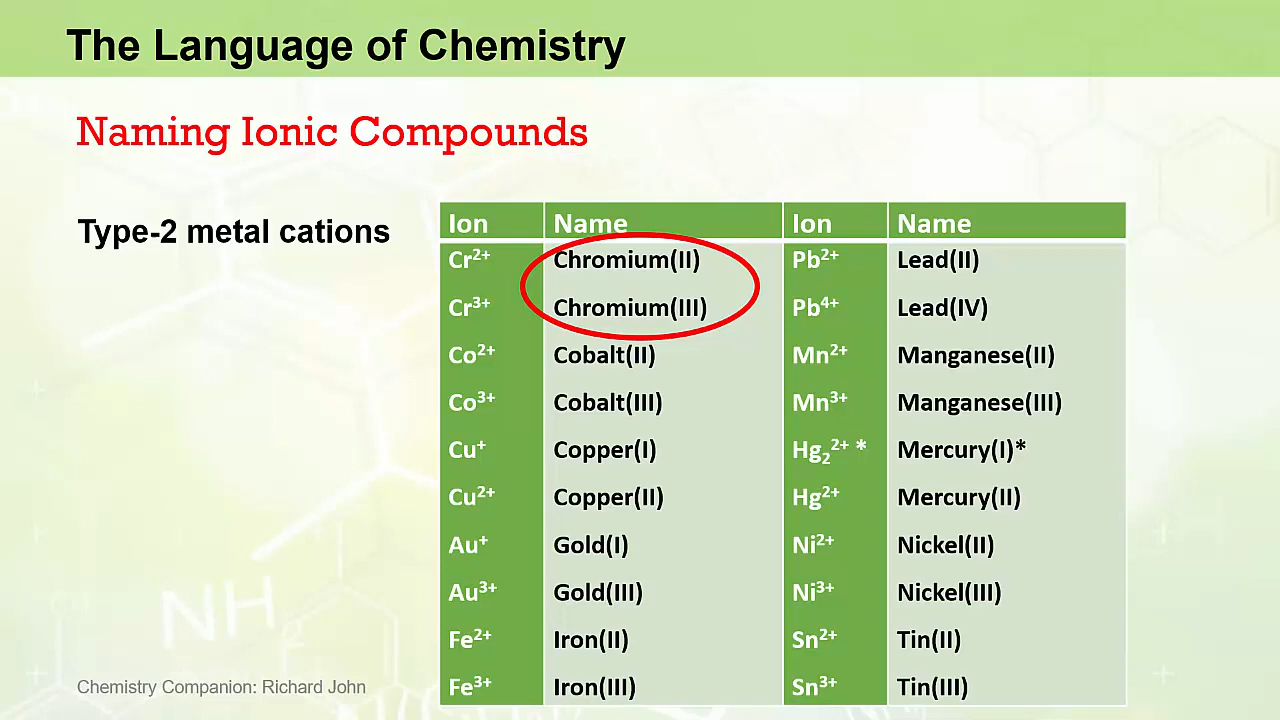 The Language of Chemistry
Naming Ionic Compounds
Type-2 metal cations
Ion Name Ion Name
Cr²⁺ Chromium(II) Pb²⁺ Lead(II)
Cr³⁺ Chromium(III) Pb⁴⁺ Lead(IV)
Co²⁺ Cobalt(II) Mn²⁺ Manganese(II)
Co³⁺ Cobalt(III) Mn³⁺ Manganese(III)
Cu⁺ Copper(I) Hg₂²⁺ * Mercury(I)*
Cu²⁺ Copper(II) Hg²⁺ Mercury(II)
Au⁺ Gold(I) Ni²⁺ Nickel(II)
Au³⁺ Gold(III) Ni³⁺ Nickel(III)
Fe²⁺ Iron(II) Sn²⁺ Tin(II)
Fe³⁺ Iron(III) Sn³⁺ Tin(III)
NH
Chemistry Companion: Richard John